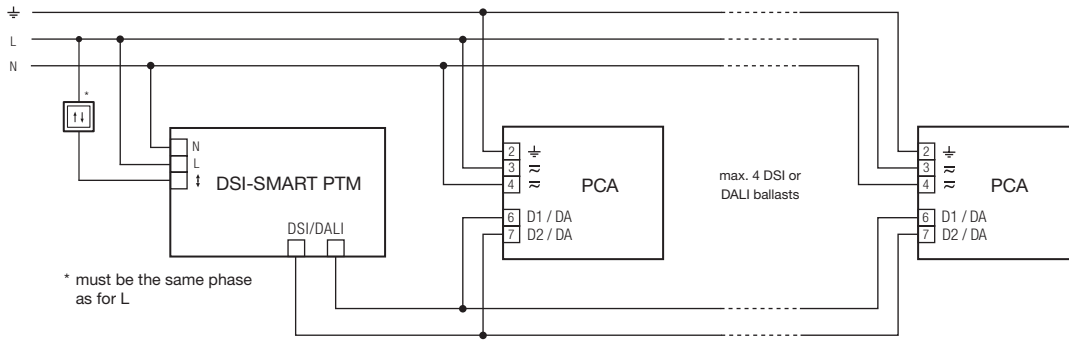 L
N
*
N
L
DSI-SMART PTM
DSI/DALI
* must be the same phase
as for L
2
3
4
PCA
6 D1 / DA
7 D2 / DA
max. 4 DSI or
DALI ballasts
2
3
4
PCA
6 D1 / DA
7 D2 / DA